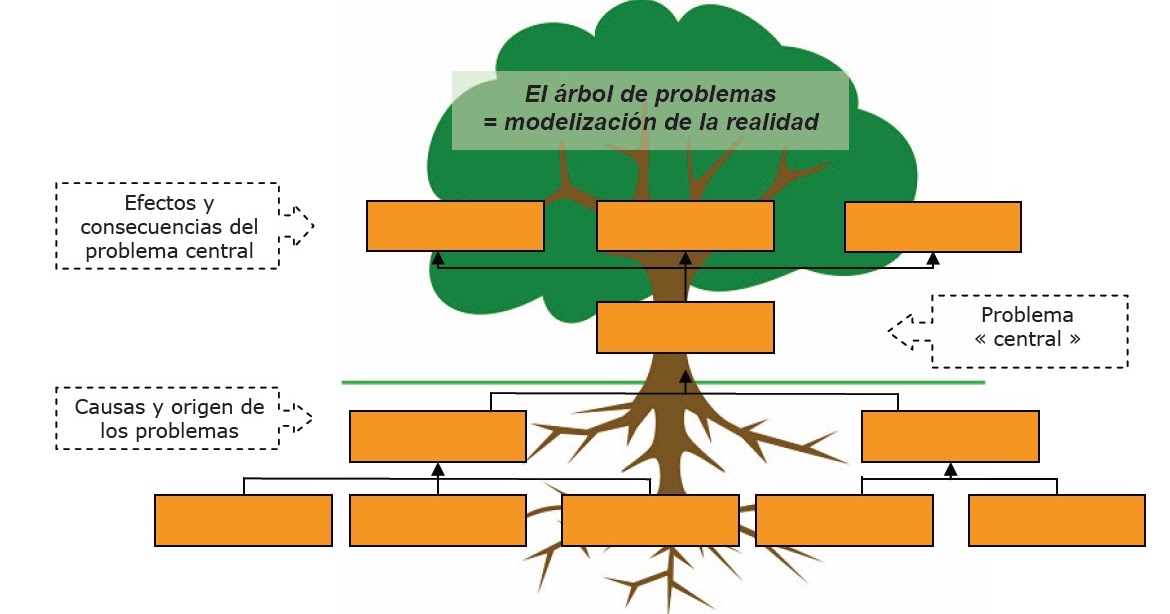 El árbol de problemas
= modelización de la realidad
Efectos y
consecuencias del
problema central
Problema
« central »
Causas y origen de
los problemas